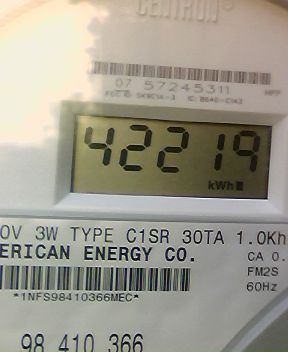 CENTRON
07 57245311
42219
kWh
0V 3W TYPE C1SR 30TA 1.0Kh
ERICAN ENERGY CO.
CA 0.
FM2S
60Hz
*1NFS98410366MEC*
98 410 366